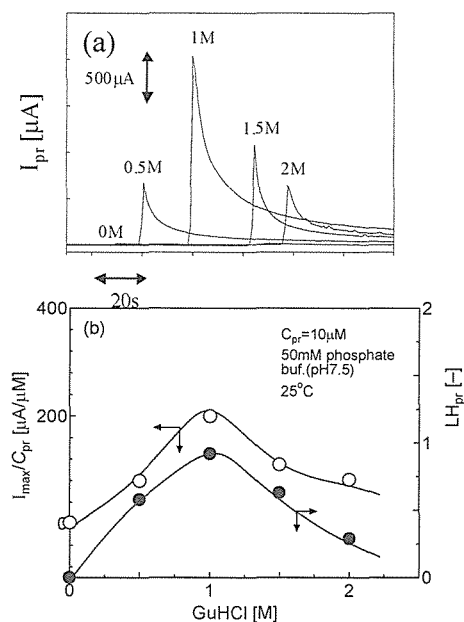 (a)
1M
500μA
I_pr [μA]
1.5M
0.5M
2M
0M
20s
400
2
(b)
C_pr=10μM
50mM phosphate
buf.(pH7.5)
25°C
I_max/C_pr [μA/μM]
200
1
LH_pr [–]
0
0
0
1
2
GuHCl [M]